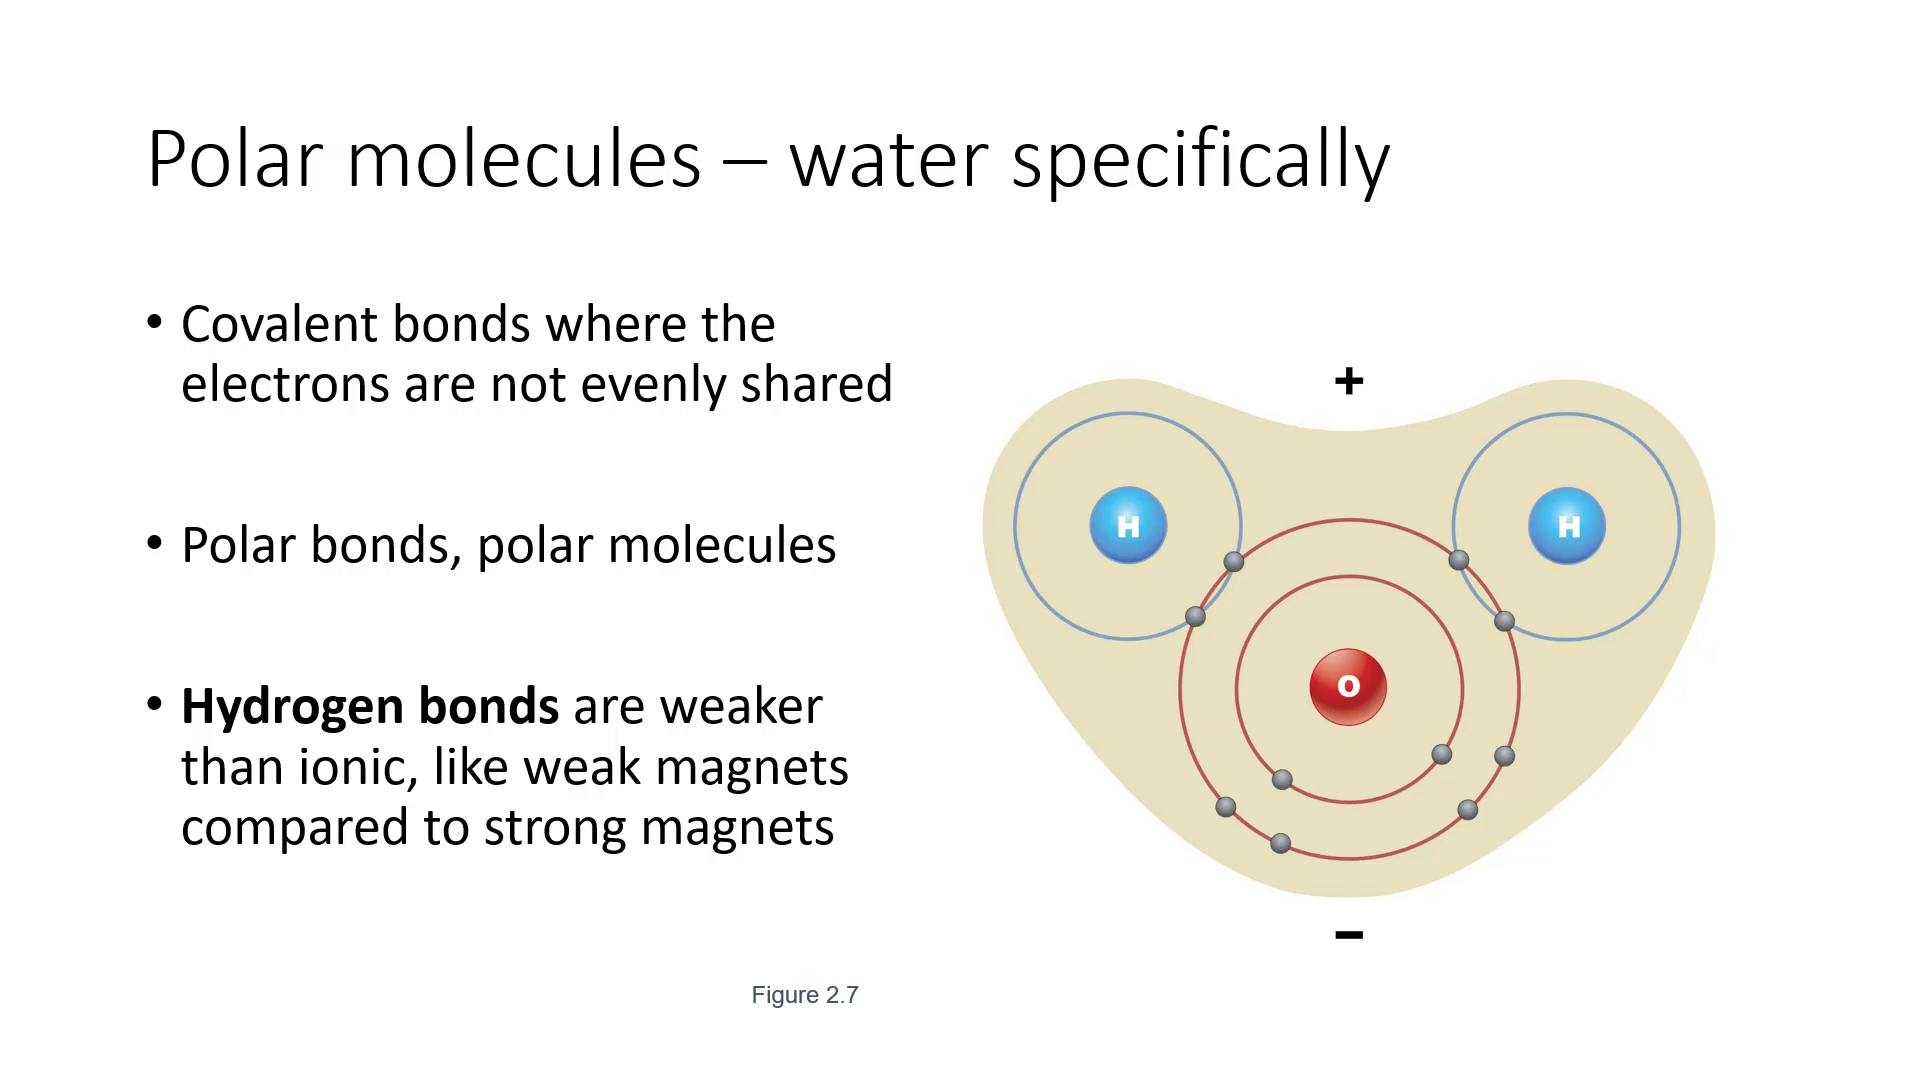 Polar molecules – water specifically
• Covalent bonds where the
electrons are not evenly shared
• Polar bonds, polar molecules
• Hydrogen bonds are weaker
than ionic, like weak magnets
compared to strong magnets
+
H
H
O
–
Figure 2.7